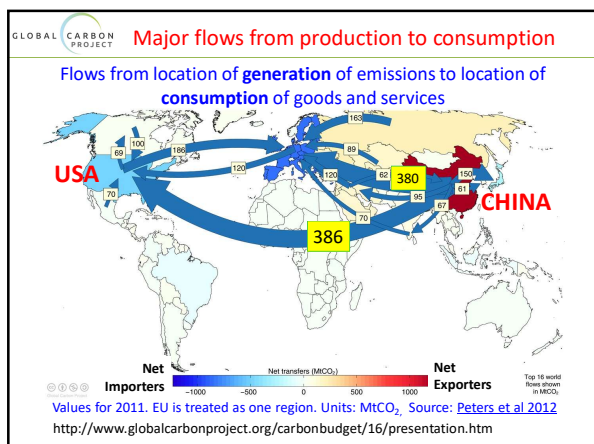 GLOBAL CARBON
PROJECT
Major flows from production to consumption
Flows from location of generation of emissions to location of
consumption of goods and services
163
100
69
186
89
USA
120
120
62
380
150
61
70
95
CHINA
67
70
386
Net
Importers
Net transfers (MtCO2)
Net
Exporters
-1000
-500
0
500
1000
Top 16 world
flows shown
in MtCO2
Global Carbon Project
Values for 2011. EU is treated as one region. Units: MtCO2, Source: Peters et al 2012
http://www.globalcarbonproject.org/carbonbudget/16/presentation.htm